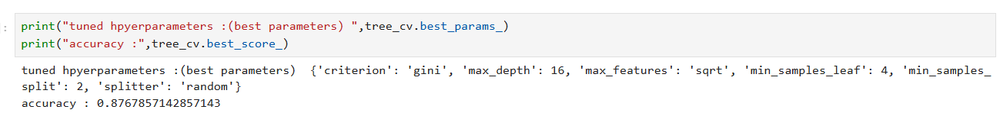 :
print("tuned hpyerparameters :(best parameters) ",tree_cv.best_params_)
print("accuracy :",tree_cv.best_score_)
tuned hpyerparameters :(best parameters)  {'criterion': 'gini', 'max_depth': 16, 'max_features': 'sqrt', 'min_samples_leaf': 4, 'min_samples_
split': 2, 'splitter': 'random'}
accuracy : 0.8767857142857143